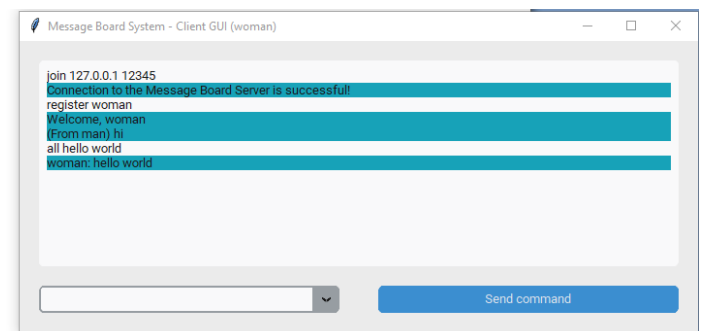 Message Board System - Client GUI (woman)
join 127.0.0.1 12345
Connection to the Message Board Server is successful!
register woman
Welcome, woman
(From man) hi
all hello world
woman: hello world
Send command